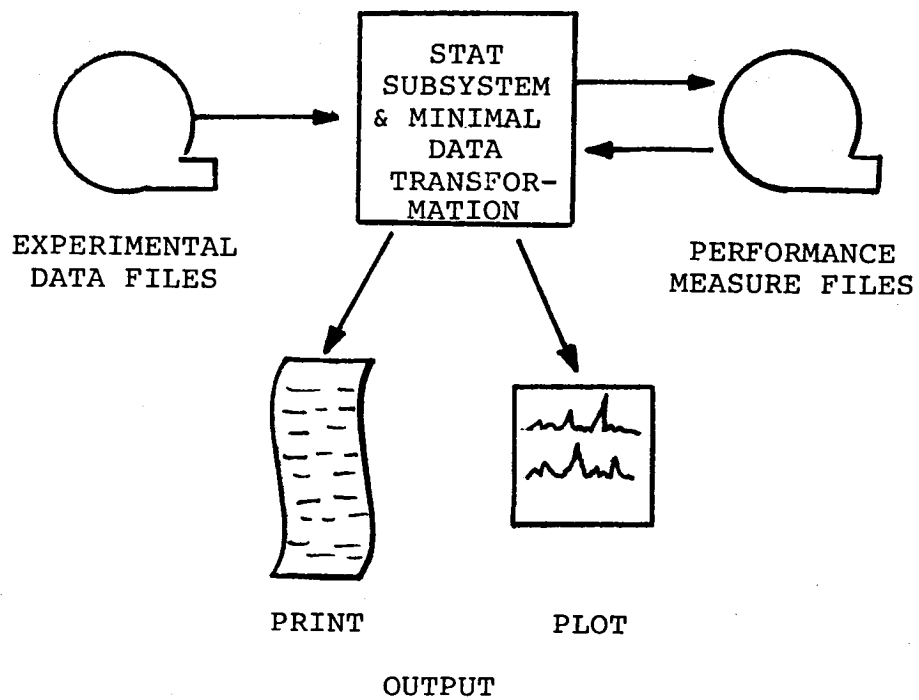 STAT
SUBSYSTEM
& MINIMAL
DATA
TRANSFOR-
MATION
EXPERIMENTAL
DATA FILES
PERFORMANCE
MEASURE FILES
PRINT
PLOT
OUTPUT